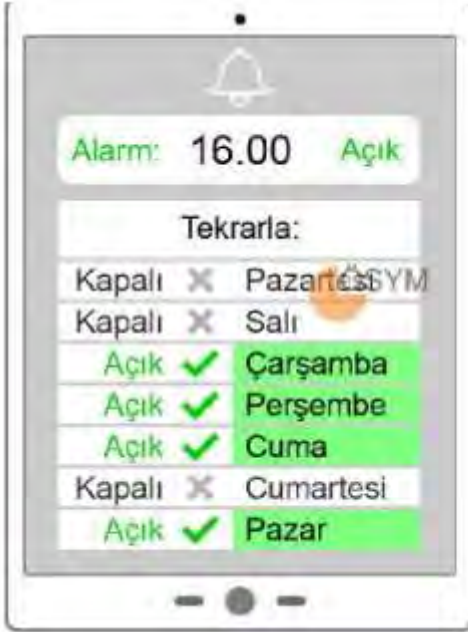 Alarm: 16.00 Açık
Tekrarla:
Kapalı Pazartesi
ÖSYM
Kapalı Salı
Açık Çarşamba
Açık Perşembe
Açık Cuma
Kapalı Cumartesi
Açık Pazar